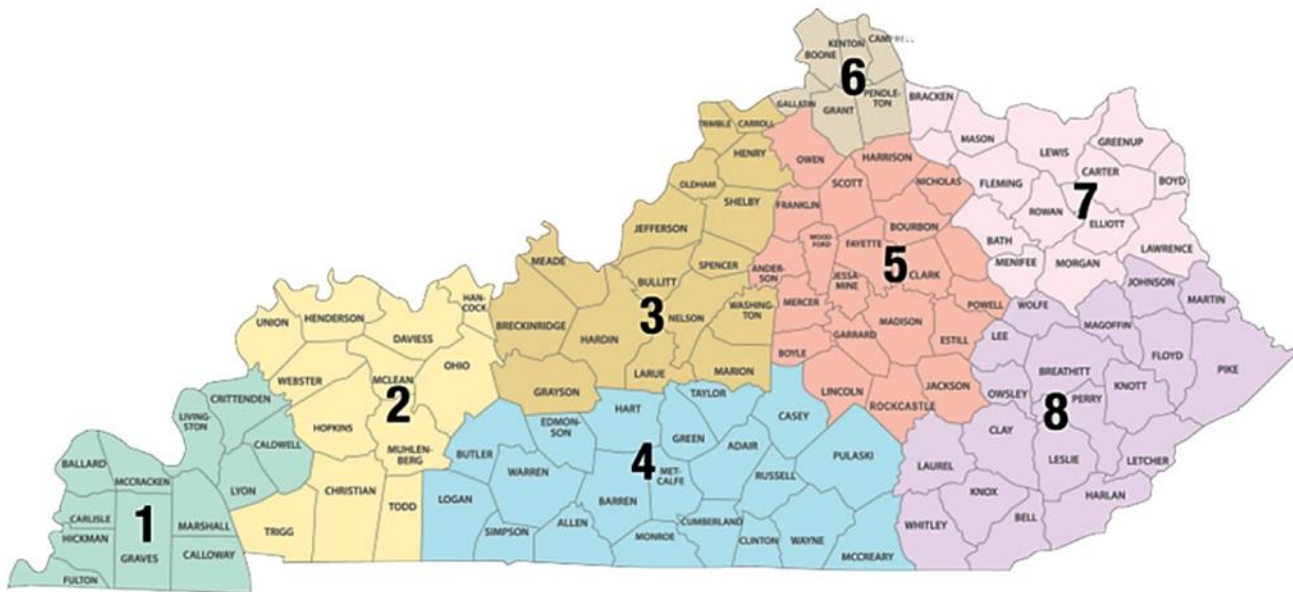 CAMPBELL
KENTON
BOONE
6
PENDLE-
TON
GALLATIN
GRANT
BRACKEN
TRIMBLE
CARROLL
MASON
LEWIS
GREENUP
HENRY
OWEN
HARRISON
CARTER
BOYD
OLDHAM
SCOTT
NICHOLAS
FLEMING
7
SHELBY
FRANKLIN
ROWAN
ELLIOTT
JEFFERSON
WOOD-
FORD
FAYETTE
BOURBON
BATH
LAWRENCE
MEADE
SPENCER
ANDER-
SON
JESSA
MINE
5
CLARK
MENIFEE
MORGAN
BULLITT
JOHNSON
MARTIN
HAN-
COCK
UNION
HENDERSON
DAVIESS
BRECKINRIDGE
HARDIN
3
NELSON
WASHING-
TON
MERCER
MADISON
POWELL
WOLFE
MAGOFFIN
GARRARD
ESTILL
LEE
FLOYD
PIKE
OHIO
BOYLE
WEBSTER
MCLEAN
2
GRAYSON
LARUE
MARION
LINCOLN
JACKSON
BREATHITT
KNOTT
OWSLEY
PERRY
CRITTENDEN
LIVING-
STON
TAYLOR
HART
CASEY
ROCKCASTLE
8
HOPKINS
EDMON-
SON
GREEN
CLAY
CALDWELL
MUHLEN-
BERG
BUTLER
ADAIR
PULASKI
LESLIE
LETCHER
BALLARD
WARREN
4
MET-
CALFE
RUSSELL
LAUREL
MCCRACKEN
LYON
CHRISTIAN
LOGAN
BARREN
KNOX
HARLAN
TODD
CARLISLE
1
MARSHALL
TRIGG
SIMPSON
ALLEN
CUMBERLAND
WHITLEY
BELL
HICKMAN
MONROE
CLINTON
WAYNE
GRAVES
CALLOWAY
MCCREARY
FULTON